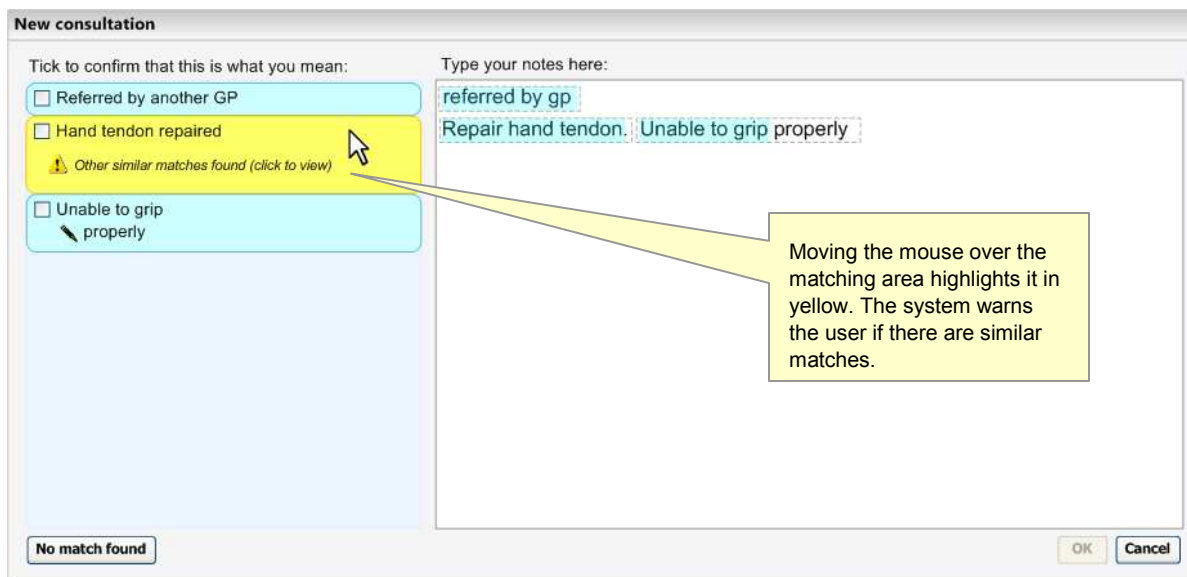 New consultation
Tick to confirm that this is what you mean:
Referred by another GP
Hand tendon repaired
Other similar matches found (click to view)
Unable to grip
properly
Type your notes here:
referred by gp
Repair hand tendon. Unable to grip properly
Moving the mouse over the
matching area highlights it in
yellow. The system warns
the user if there are similar
matches.
No match found
OK
Cancel